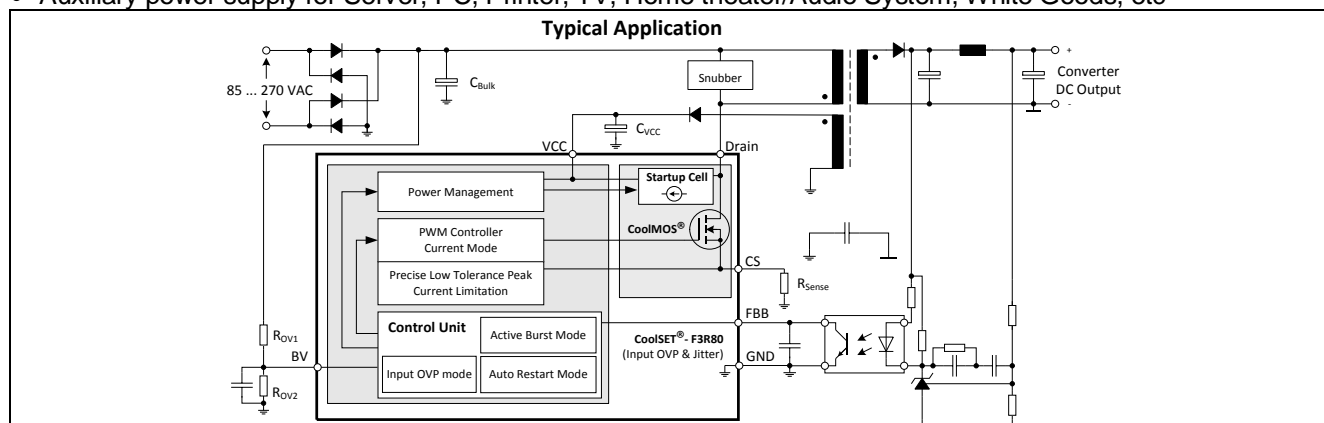 • Auxiliary power supply for Server, PC, Printer, TV, Home theater/Audio System, White Goods, etc
Typical Application
85 ... 270 VAC
CBulk
Snubber
+
Converter
DC Output
-
CVCC
VCC
Drain
Power Management
Startup Cell
CoolMOS®
PWM Controller
Current Mode
Precise Low Tolerance Peak
Current Limitation
CS
RSense
Control Unit
Active Burst Mode
Input OVP mode
Auto Restart Mode
FBB
CoolSET®- F3R80
(Input OVP & Jitter)
GND
ROV1
BV
ROV2